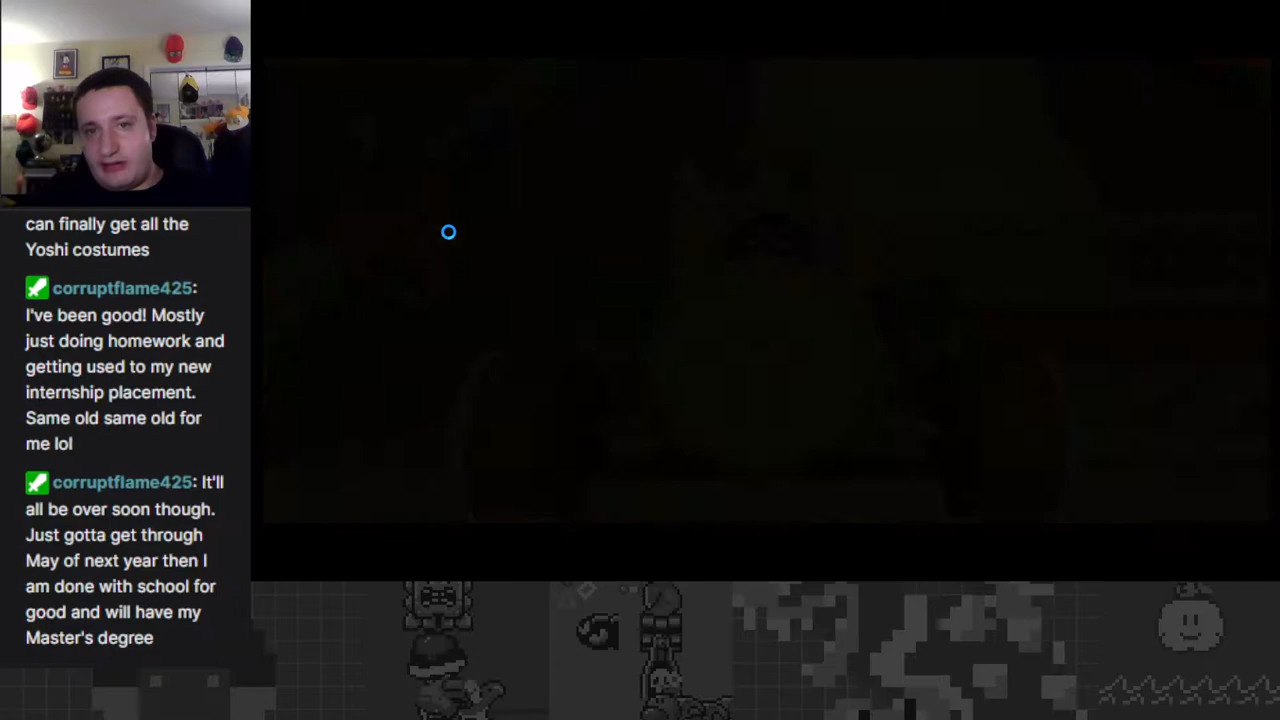 can finally get all the
Yoshi costumes
corruptflame425:
I've been good! Mostly
just doing homework and
getting used to my new
internship placement.
Same old same old for
me lol
corruptflame425: It'll
all be over soon though.
Just gotta get through
May of next year then I
am done with school for
good and will have my
Master's degree